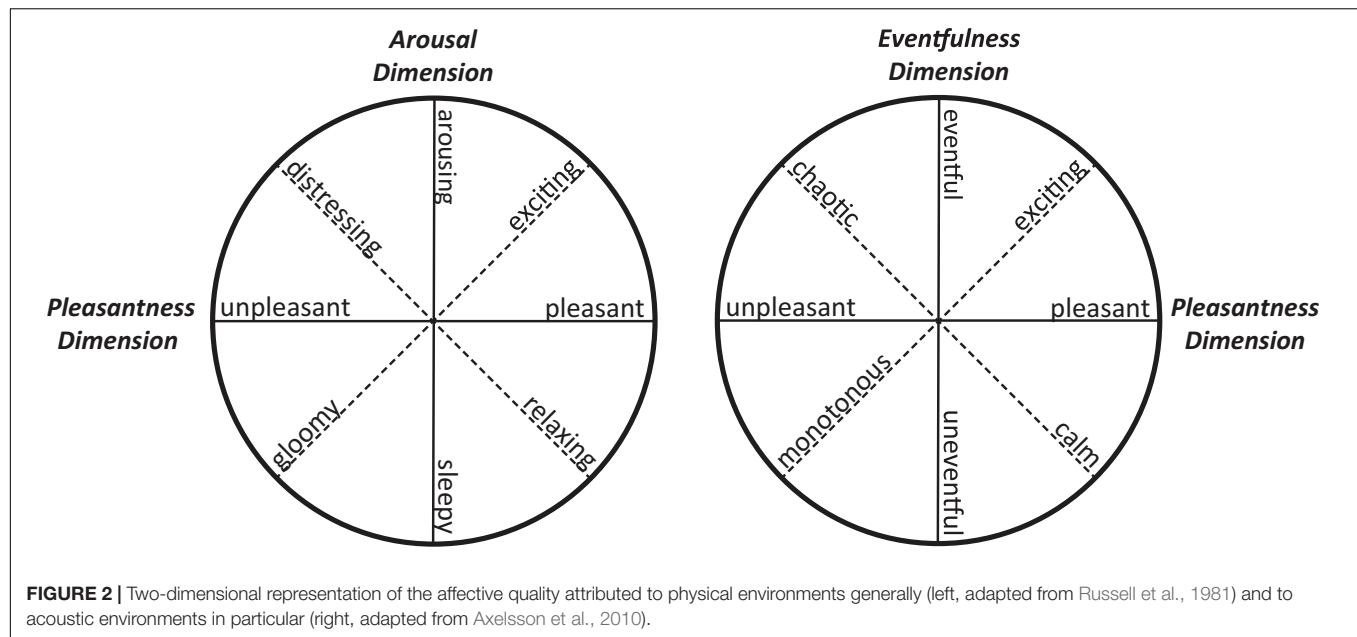 Arousal
Dimension
Eventfulness
Dimension
arousing
distressing
exciting
unpleasant
pleasant
Pleasantness
Dimension
gloomy
relaxing
sleepy
eventful
chaotic
exciting
unpleasant
pleasant
Pleasantness
Dimension
monotonous
calm
uneventful
FIGURE 2 | Two-dimensional representation of the affective quality attributed to physical environments generally (left, adapted from Russell et al., 1981) and to
acoustic environments in particular (right, adapted from Axelsson et al., 2010).